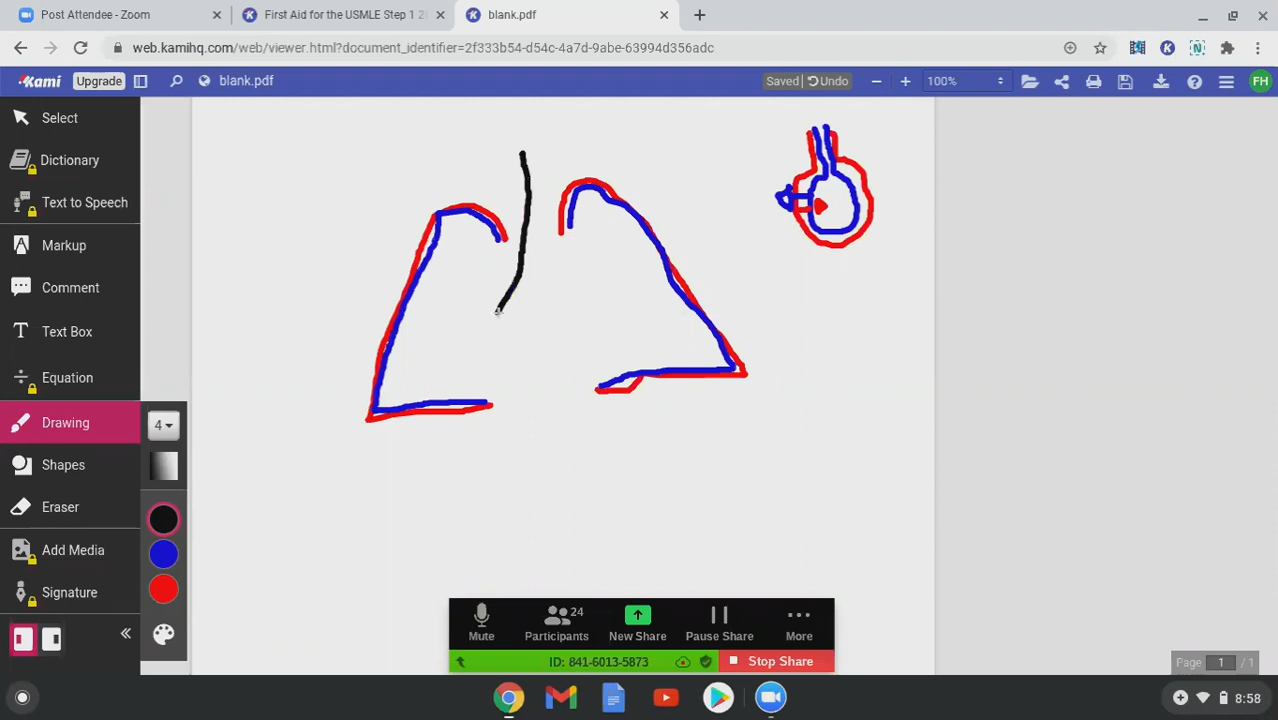 Post Attendee - Zoom
First Aid for the USMLE Step 1 2
blank.pdf
web.kamihq.com/web/viewer.html?document_identifier=2f333b54-d54c-4a7d-9abe-63994d356adc
Kami Upgrade blank.pdf Saved Undo 100% FH
Select
Dictionary
Text to Speech
Markup
Comment
Text Box
Equation
Drawing
4
Shapes
Eraser
Add Media
Signature
24
Mute Participants New Share Pause Share More
ID: 841-6013-5873 Stop Share
Page 1 / 1
8:58